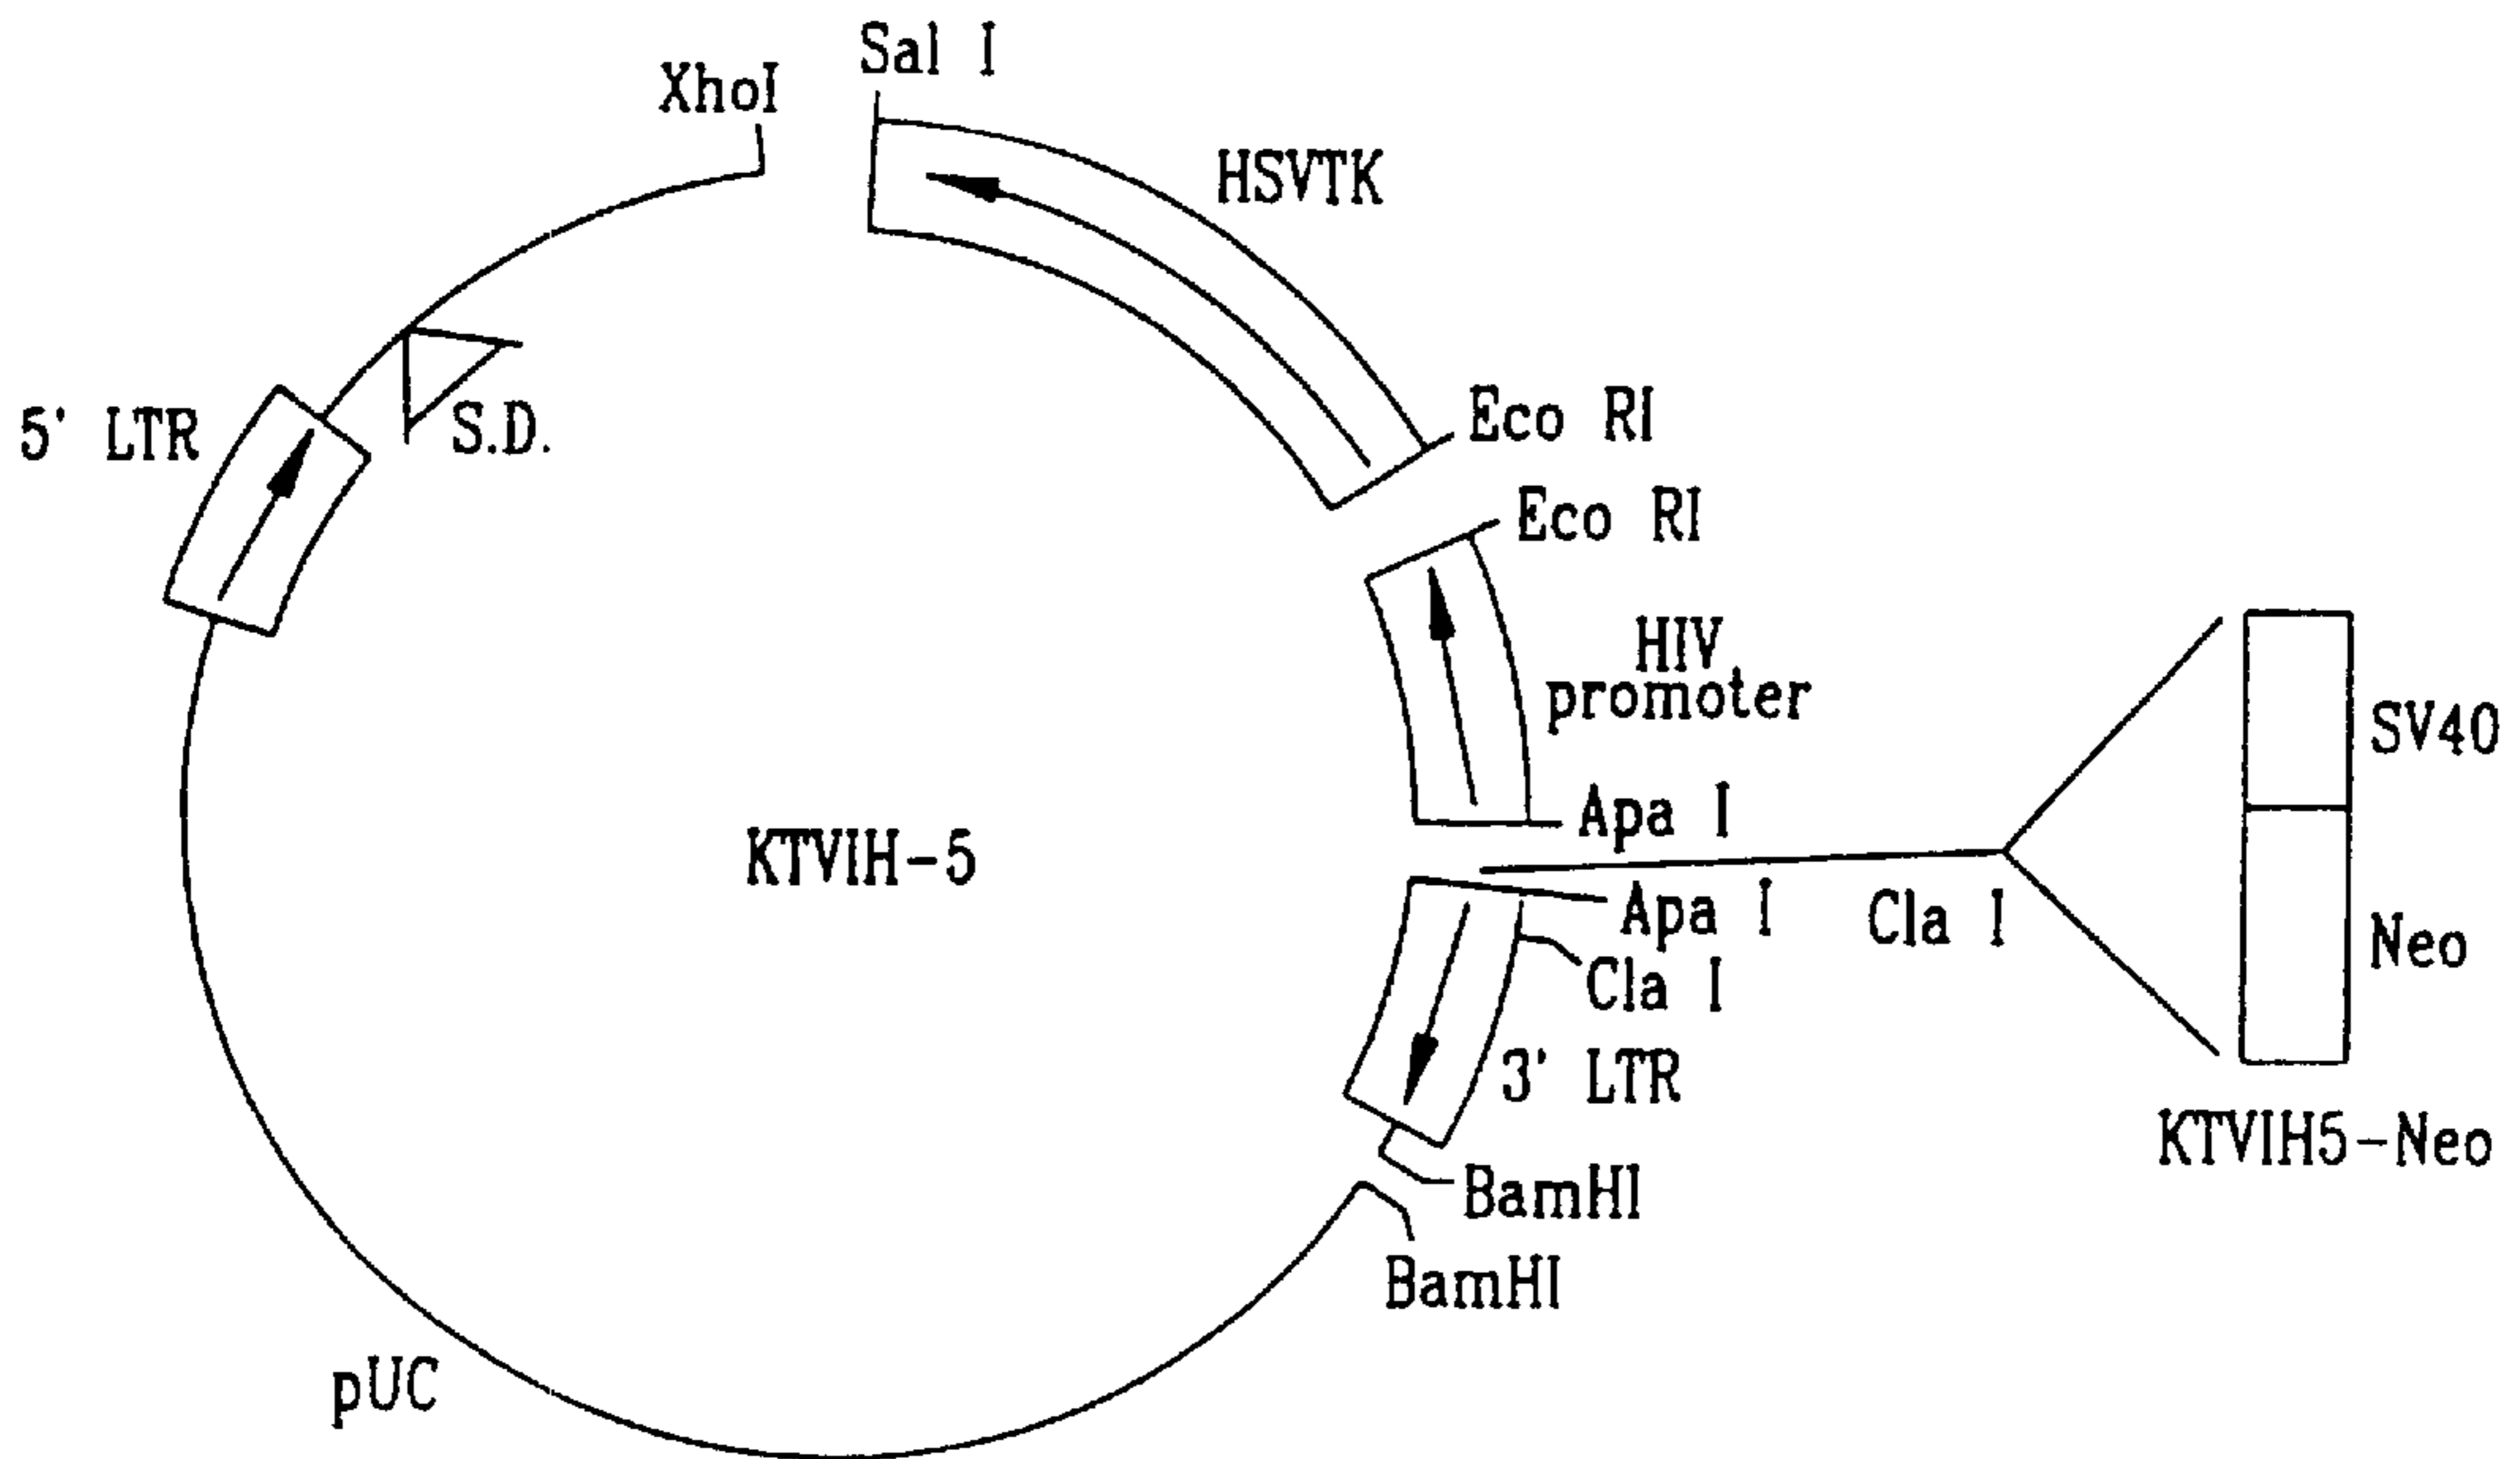 Sal I
XhoI
HSVTK
Eco RI
5' LTR
S.D.
Eco RI
HIV
promoter
SV40
Apa I
KTVIH-5
Apa I
Cla I
Neo
Cla I
3' LTR
KTVIH5-Neo
BamHI
BamHI
pUC